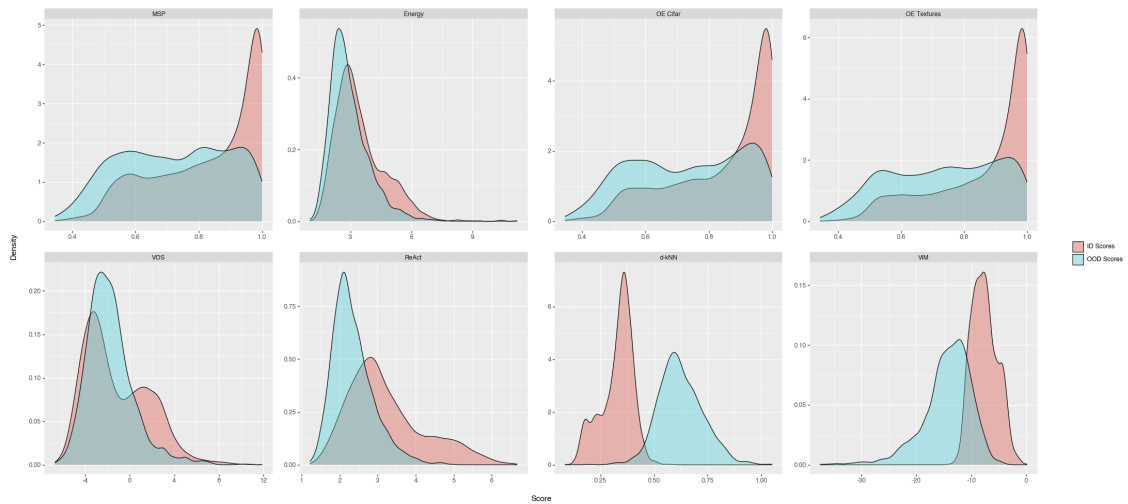 MSP
Energy
OE Cifar
OE Textures
5
4
3
2
1
0
0.4 0.6 0.8 1.0
0.4
0.2
0.0
3 6 9
4
2
0
0.4 0.6 0.8 1.0
6
4
2
0
0.4 0.6 0.8 1.0
Density
ID Scores
OOD Scores
VOS
ReAct
d-kNN
VIM
0.20
0.15
0.10
0.05
0.00
-4 0 4 8 12
0.75
0.50
0.25
0.00
1 2 3 4 5 6
6
4
2
0.25 0.50 0.75 1.00
0.15
0.10
0.05
0.00
-30 -20 -10 0
Score